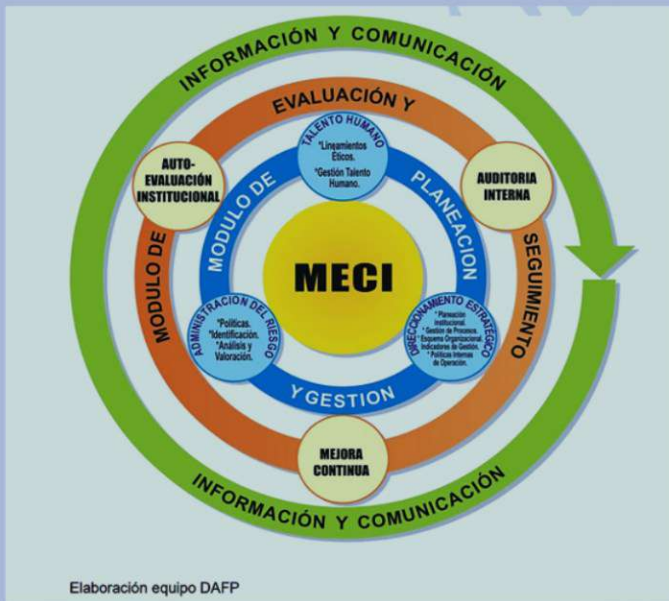 INFORMACIÓN Y COMUNICACIÓN
EVALUACIÓN Y
TALENTO HUMANO
*Lineamientos
Éticos.
*Gestión Talento
Humano.
AUTO-
EVALUACIÓN
INSTITUCIONAL
AUDITORIA
INTERNA
MODULO DE
PLANEACION
MECI
MODULO DE
SEGUIMIENTO
ADMINISTRACIÓN DEL RIESGO
*Políticas.
*Identificación.
*Análisis y
Valoración.
DIRECCIONAMIENTO ESTRATÉGICO
* Planeación
Institucional.
* Gestión de Procesos.
* Esquema Organizacional.
Indicadores de Gestión.
* Políticas Internas
de Operación.
Y GESTION
MEJORA
CONTINUA
INFORMACIÓN Y COMUNICACIÓN
Elaboración equipo DAFP